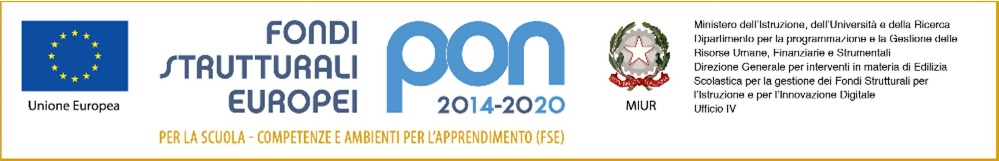 Unione Europea
FONDI
STRUTTURALI
EUROPEI
pon
2014-2020
PER LA SCUOLA - COMPETENZE E AMBIENTI PER L'APPRENDIMENTO (FSE)
MIUR
Ministero dell'Istruzione, dell'Università e della Ricerca
Dipartimento per la programmazione e la Gestione delle
Risorse Umane, Finanziarie e Strumentali
Direzione Generale per interventi in materia di Edilizia
Scolastica per la gestione dei Fondi Strutturali per
l'Istruzione e per l'Innovazione Digitale
Ufficio IV